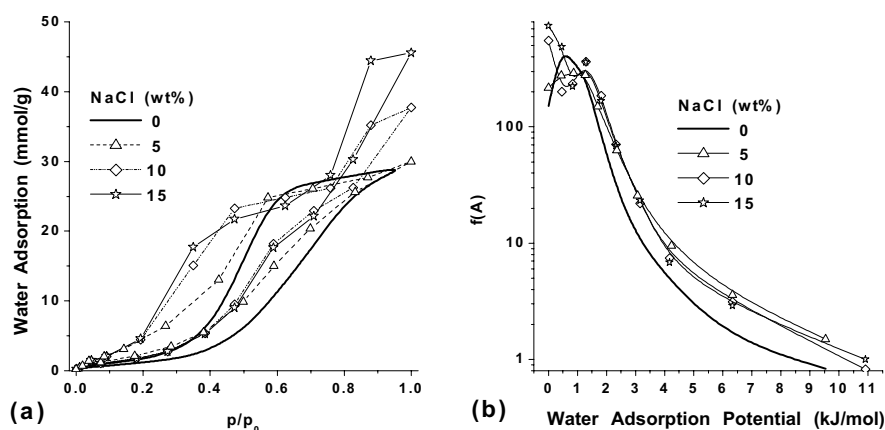 50
40
30
20
10
0
Water Adsorption (mmol/g)
NaCl (wt%)
0
5
10
15
0.0 0.2 0.4 0.6 0.8 1.0
p/p₀
(a)
100
10
1
f(A)
NaCl (wt%)
0
5
10
15
0 1 2 3 4 5 6 7 8 9 10 11
Water Adsorption Potential (kJ/mol)
(b)